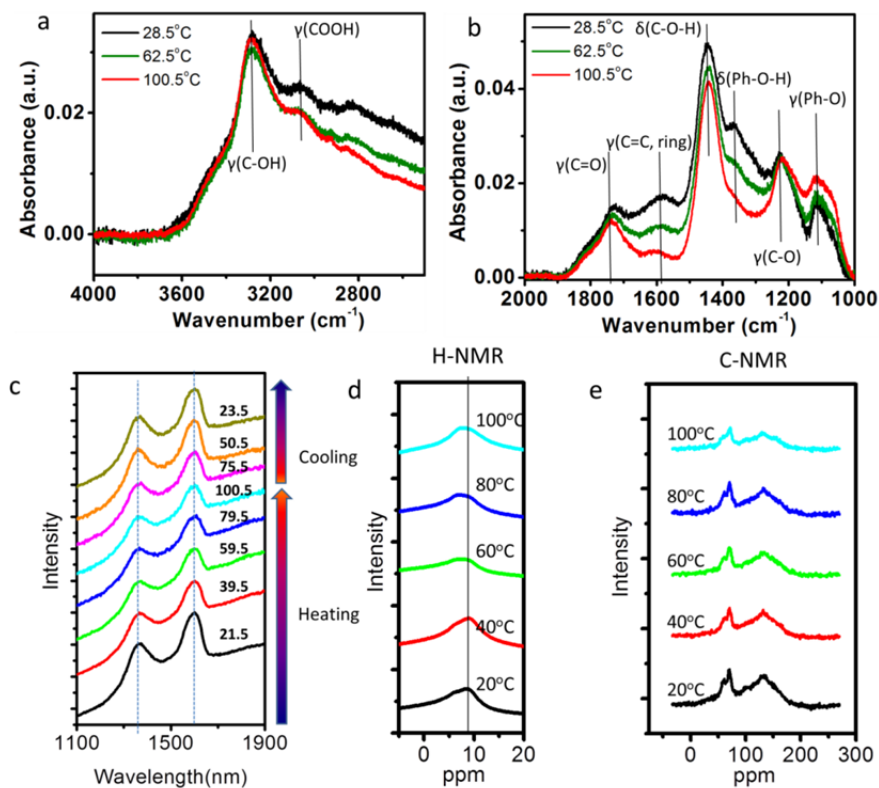 a
28.5°C
62.5°C
100.5°C
γ(COOH)
γ(C-OH)
0.02
0.00
Absorbance (a.u.)
4000 3600 3200 2800
Wavenumber (cm⁻¹)
b
28.5°C
62.5°C
100.5°C
δ(C-O-H)
δ(Ph-O-H)
γ(Ph-O)
γ(C=C, ring)
γ(C=O)
γ(C-O)
0.04
0.02
0.00
Absorbance (a.u.)
2000 1800 1600 1400 1200 1000
Wavenumber (cm⁻¹)
c
23.5
50.5
75.5
100.5
79.5
59.5
39.5
21.5
Cooling
Heating
Intensity
1100 1500 1900
Wavelength(nm)
H-NMR
d
100°C
80°C
60°C
40°C
20°C
Intensity
0 10 20
ppm
C-NMR
e
100°C
80°C
60°C
40°C
20°C
Intensity
0 100 200 300
ppm